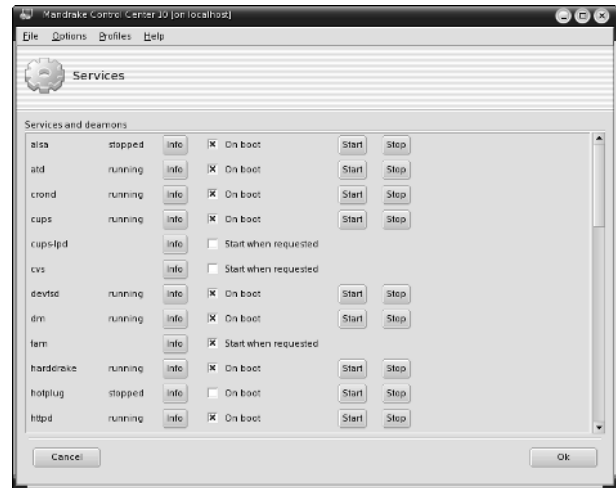 Mandrake Control Center 10 [on localhost]
File Options Profiles Help
Services
Services and deamons
alsa stopped Info On boot Start Stop
atd running Info On boot Start Stop
crond running Info On boot Start Stop
cups running Info On boot Start Stop
cups-lpd Info Start when requested
cvs Info Start when requested
devfsd running Info On boot Start Stop
dm running Info On boot Start Stop
fam Info Start when requested
harddrake running Info On boot Start Stop
hotplug stopped Info On boot Start Stop
httpd running Info On boot Start Stop
Cancel Ok